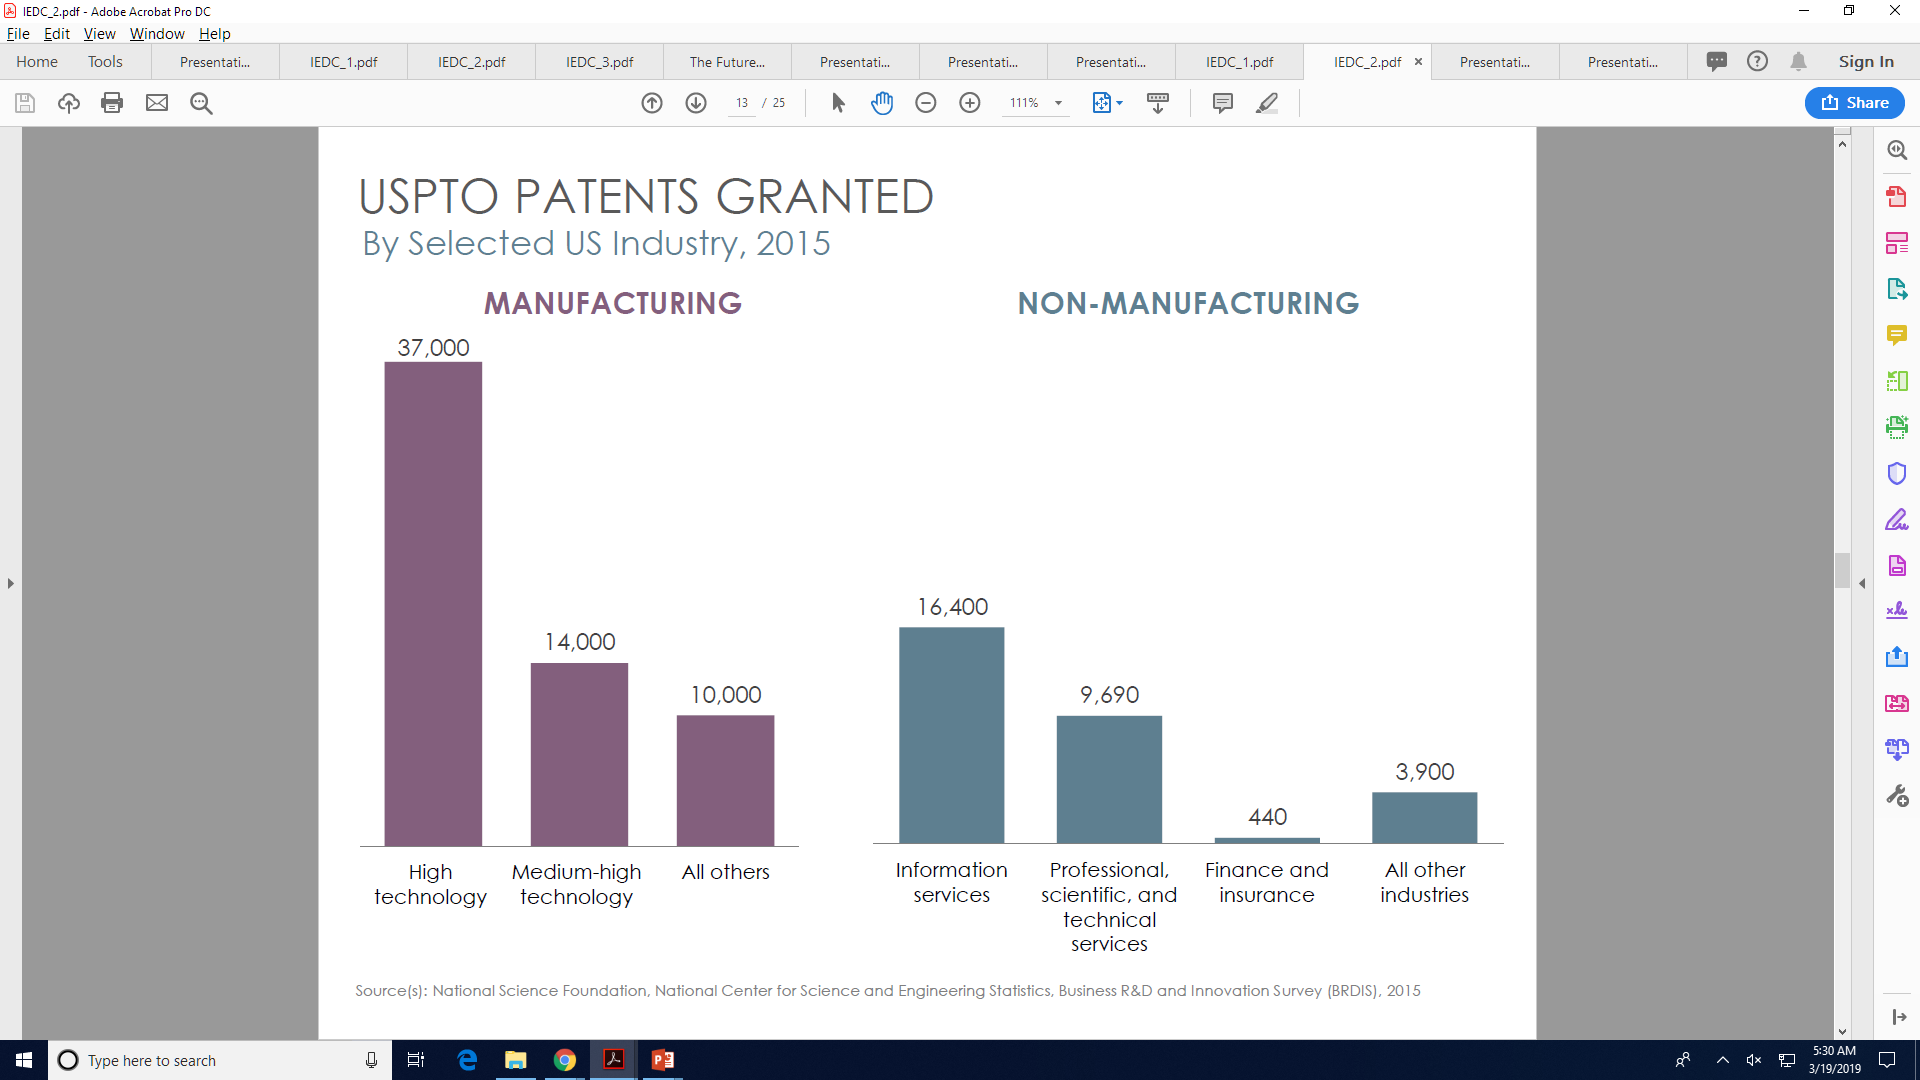 IEDC_2.pdf - Adobe Acrobat Pro DC
File Edit View Window Help
Home Tools Presentati... IEDC_1.pdf IEDC_2.pdf IEDC_3.pdf The Future... Presentati... Presentati... Presentati... IEDC_1.pdf IEDC_2.pdf × Presentati... Presentati... Sign In
13 / 25 111% Share
USPTO PATENTS GRANTED
By Selected US Industry, 2015
MANUFACTURING
37,000
14,000
10,000
High
technology
Medium-high
technology
All others
NON-MANUFACTURING
16,400
9,690
440
3,900
Information
services
Professional,
scientific, and
technical
services
Finance and
insurance
All other
industries
Source(s): National Science Foundation, National Center for Science and Engineering Statistics, Business R&D and Innovation Survey (BRDIS), 2015
Type here to search
5:30 AM
3/19/2019